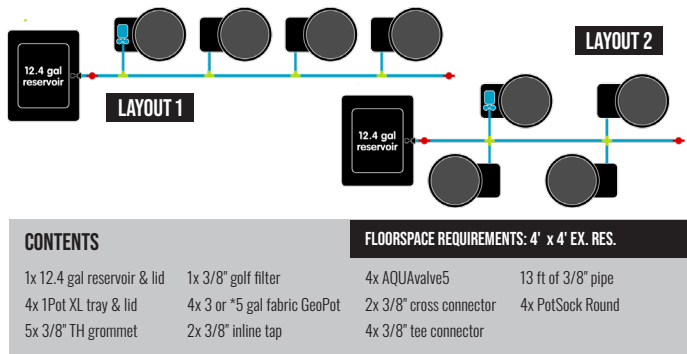 12.4 gal
reservoir
LAYOUT 1
LAYOUT 2
12.4 gal
reservoir
CONTENTS
1x 12.4 gal reservoir & lid
4x 1Pot XL tray & lid
5x 3/8" TH grommet
1x 3/8" golf filter
4x 3 or *5 gal fabric GeoPot
2x 3/8" inline tap
FLOORSPACE REQUIREMENTS: 4' x 4' EX. RES.
4x AQUAvalve5
2x 3/8" cross connector
4x 3/8" tee connector
13 ft of 3/8" pipe
4x PotSock Round